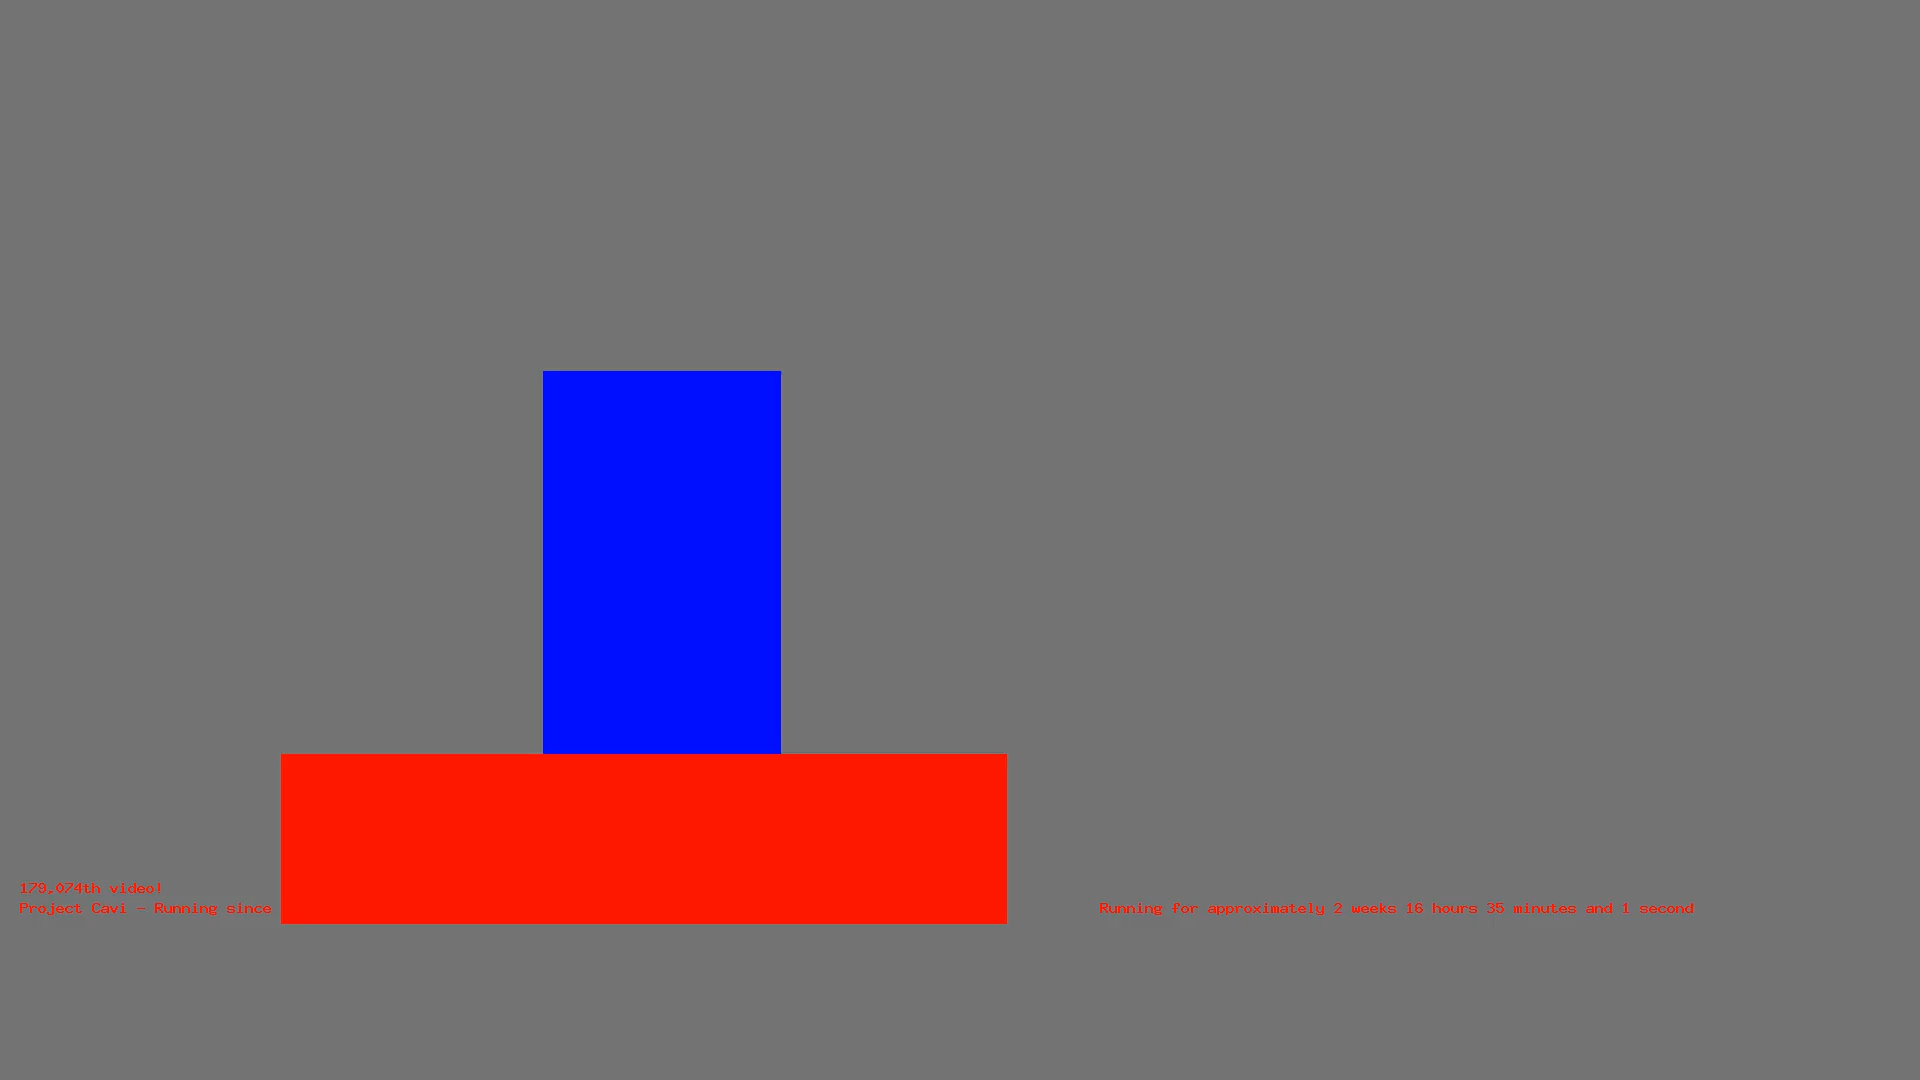 179,074th video!
Project Cavi - Running since
Running for approximately 2 weeks 16 hours 35 minutes and 1 second